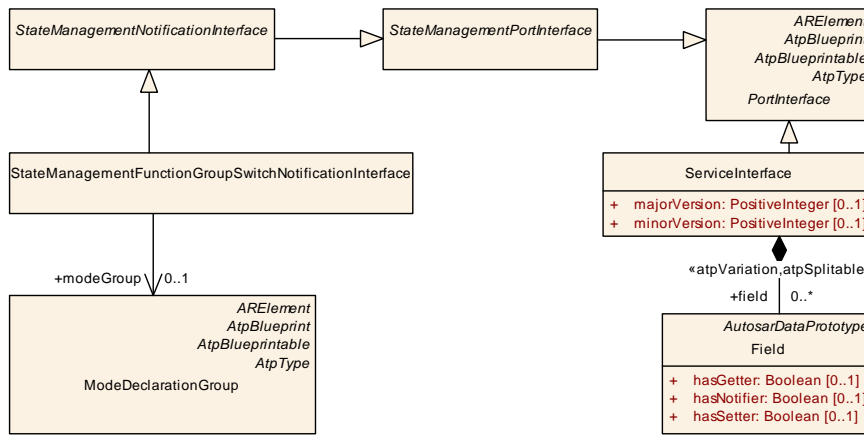 StateManagementNotificationInterface
StateManagementPortInterface
ARElement
AtpBlueprint
AtpBlueprintable
AtpType
PortInterface
StateManagementFunctionGroupSwitchNotificationInterface
ServiceInterface
+ majorVersion: PositiveInteger [0..1]
+ minorVersion: PositiveInteger [0..1]
«atpVariation,atpSplitable
+modeGroup
0..1
+field
0..*
ARElement
AtpBlueprint
AtpBlueprintable
AtpType
ModeDeclarationGroup
AutosarDataPrototype
Field
+ hasGetter: Boolean [0..1]
+ hasNotifier: Boolean [0..1]
+ hasSetter: Boolean [0..1]